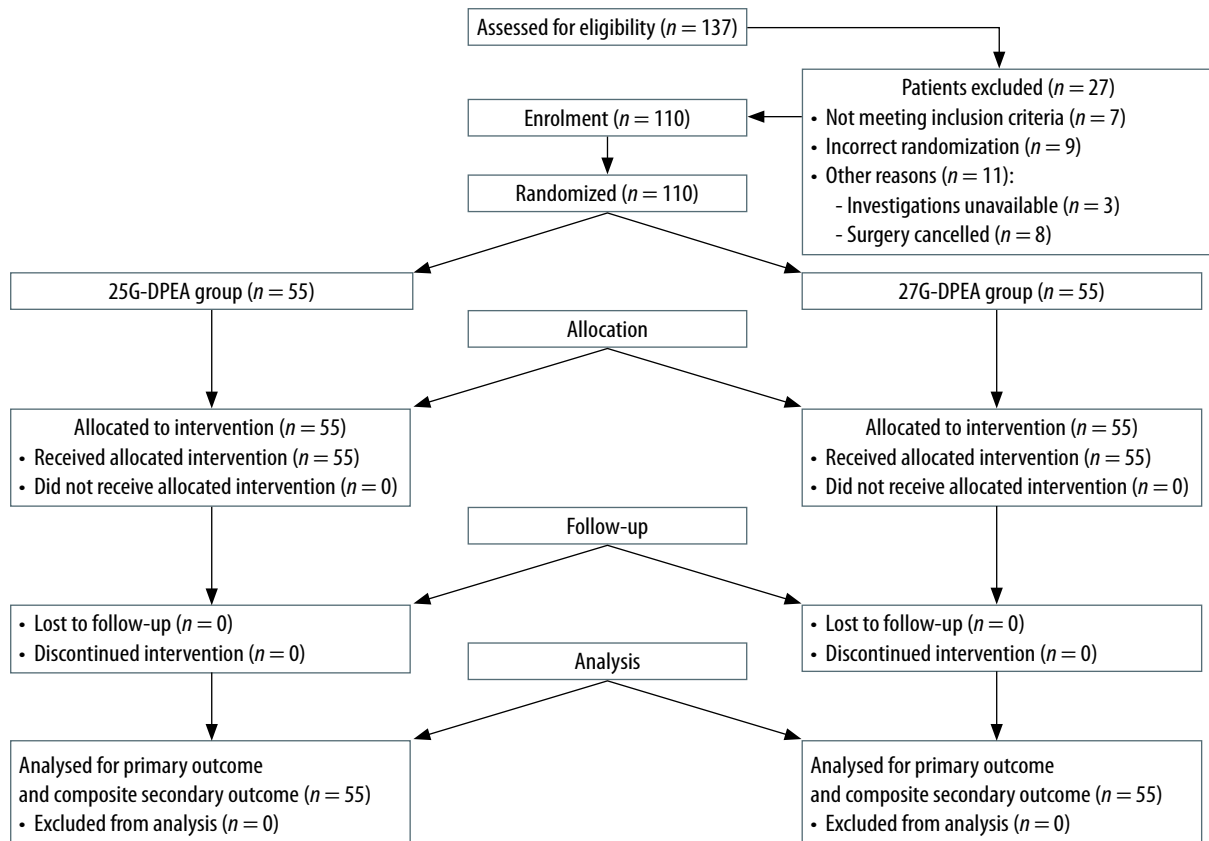 Assessed for eligibility (n = 137)
Patients excluded (n = 27)
• Not meeting inclusion criteria (n = 7)
• Incorrect randomization (n = 9)
• Other reasons (n = 11):
- Investigations unavailable (n = 3)
- Surgery cancelled (n = 8)
Enrolment (n = 110)
Randomized (n = 110)
25G-DPEA group (n = 55)
27G-DPEA group (n = 55)
Allocation
Allocated to intervention (n = 55)
• Received allocated intervention (n = 55)
• Did not receive allocated intervention (n = 0)
Allocated to intervention (n = 55)
• Received allocated intervention (n = 55)
• Did not receive allocated intervention (n = 0)
Follow-up
• Lost to follow-up (n = 0)
• Discontinued intervention (n = 0)
• Lost to follow-up (n = 0)
• Discontinued intervention (n = 0)
Analysis
Analysed for primary outcome
and composite secondary outcome (n = 55)
• Excluded from analysis (n = 0)
Analysed for primary outcome
and composite secondary outcome (n = 55)
• Excluded from analysis (n = 0)